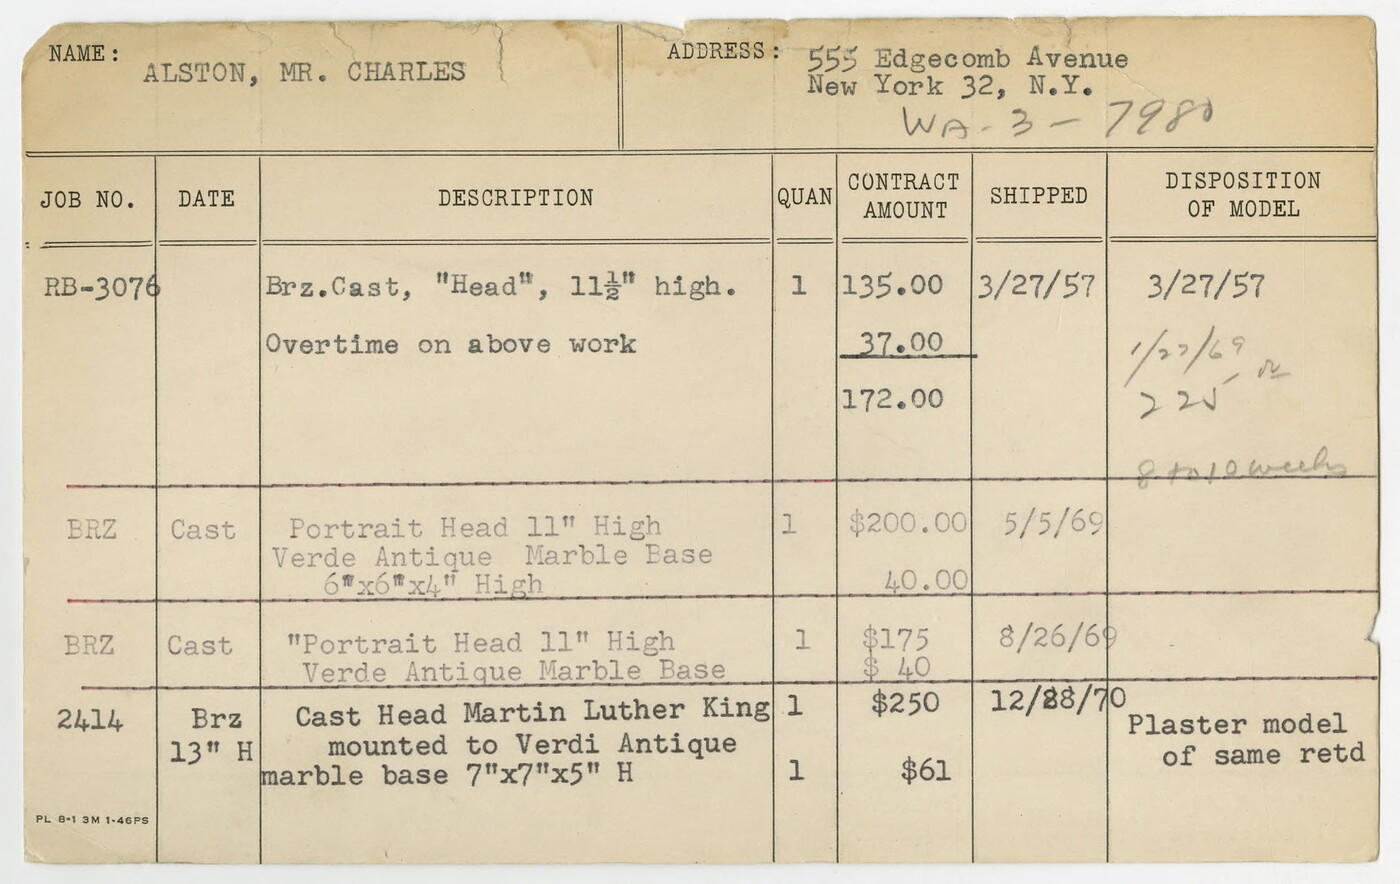 NAME: ALSTON, MR. CHARLES
ADDRESS: 555 Edgecomb Avenue
New York 32, N.Y.
WA-3-7980
JOB NO. DATE DESCRIPTION QUAN CONTRACT AMOUNT SHIPPED DISPOSITION OF MODEL
RB-3076 Brz.Cast, "Head", 11½" high. 1 135.00 3/27/57 3/27/57
Overtime on above work 37.00 1/27/69
172.00 225
8 to 10 weeks
BRZ Cast Portrait Head 11" High 1 $200.00 5/5/69
Verde Antique Marble Base
6"x6"x4" High 40.00
BRZ Cast "Portrait Head 11" High 1 $175 8/26/69
Verde Antique Marble Base $ 40
2414 Brz Cast Head Martin Luther King 1 $250 12/28/70 Plaster model
13" H mounted to Verdi Antique of same retd
marble base 7"x7"x5" H 1 $61
PL 8-1 3M 1-46PS